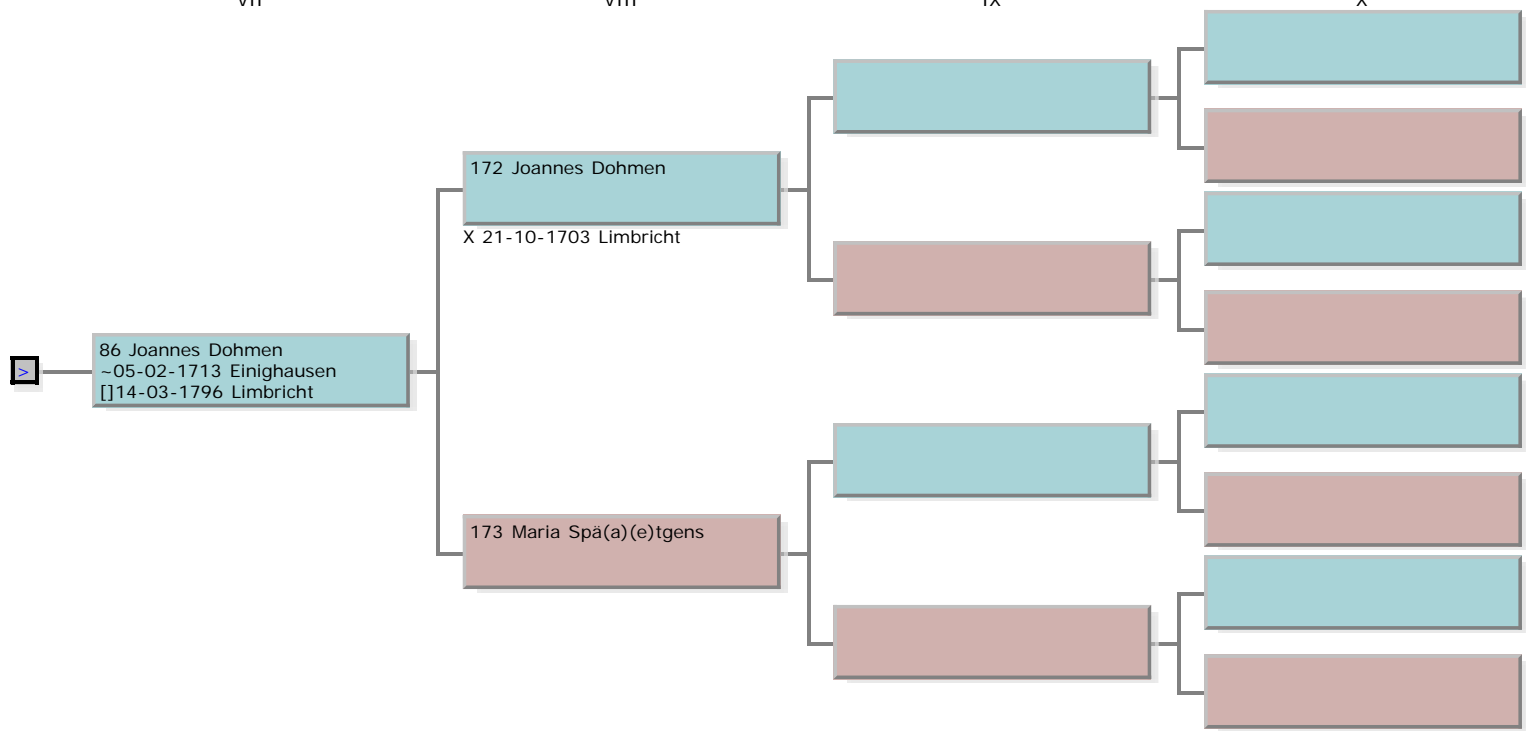 VII VIII IX X
172 Joannes Dohmen
X 21-10-1703 Limbricht
>
86 Joannes Dohmen
~05-02-1713 Einighausen
[]14-03-1796 Limbricht
173 Maria Spä(a)(e)tgens